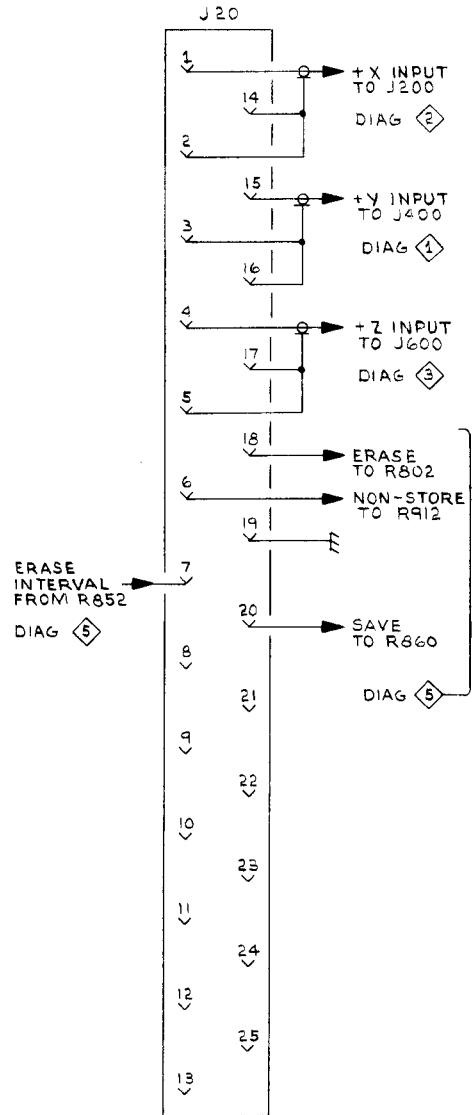 J20
1
+X INPUT
TO J200
14
DIAG 2
2
15
+Y INPUT
TO J400
3
DIAG 1
16
4
+Z INPUT
TO J600
17
DIAG 3
5
18
ERASE
TO R802
6
NON-STORE
TO R912
19
7
ERASE
INTERVAL
FROM R852
DIAG 5
20
SAVE
TO R860
8
DIAG 5
21
9
22
10
23
11
24
12
25
13